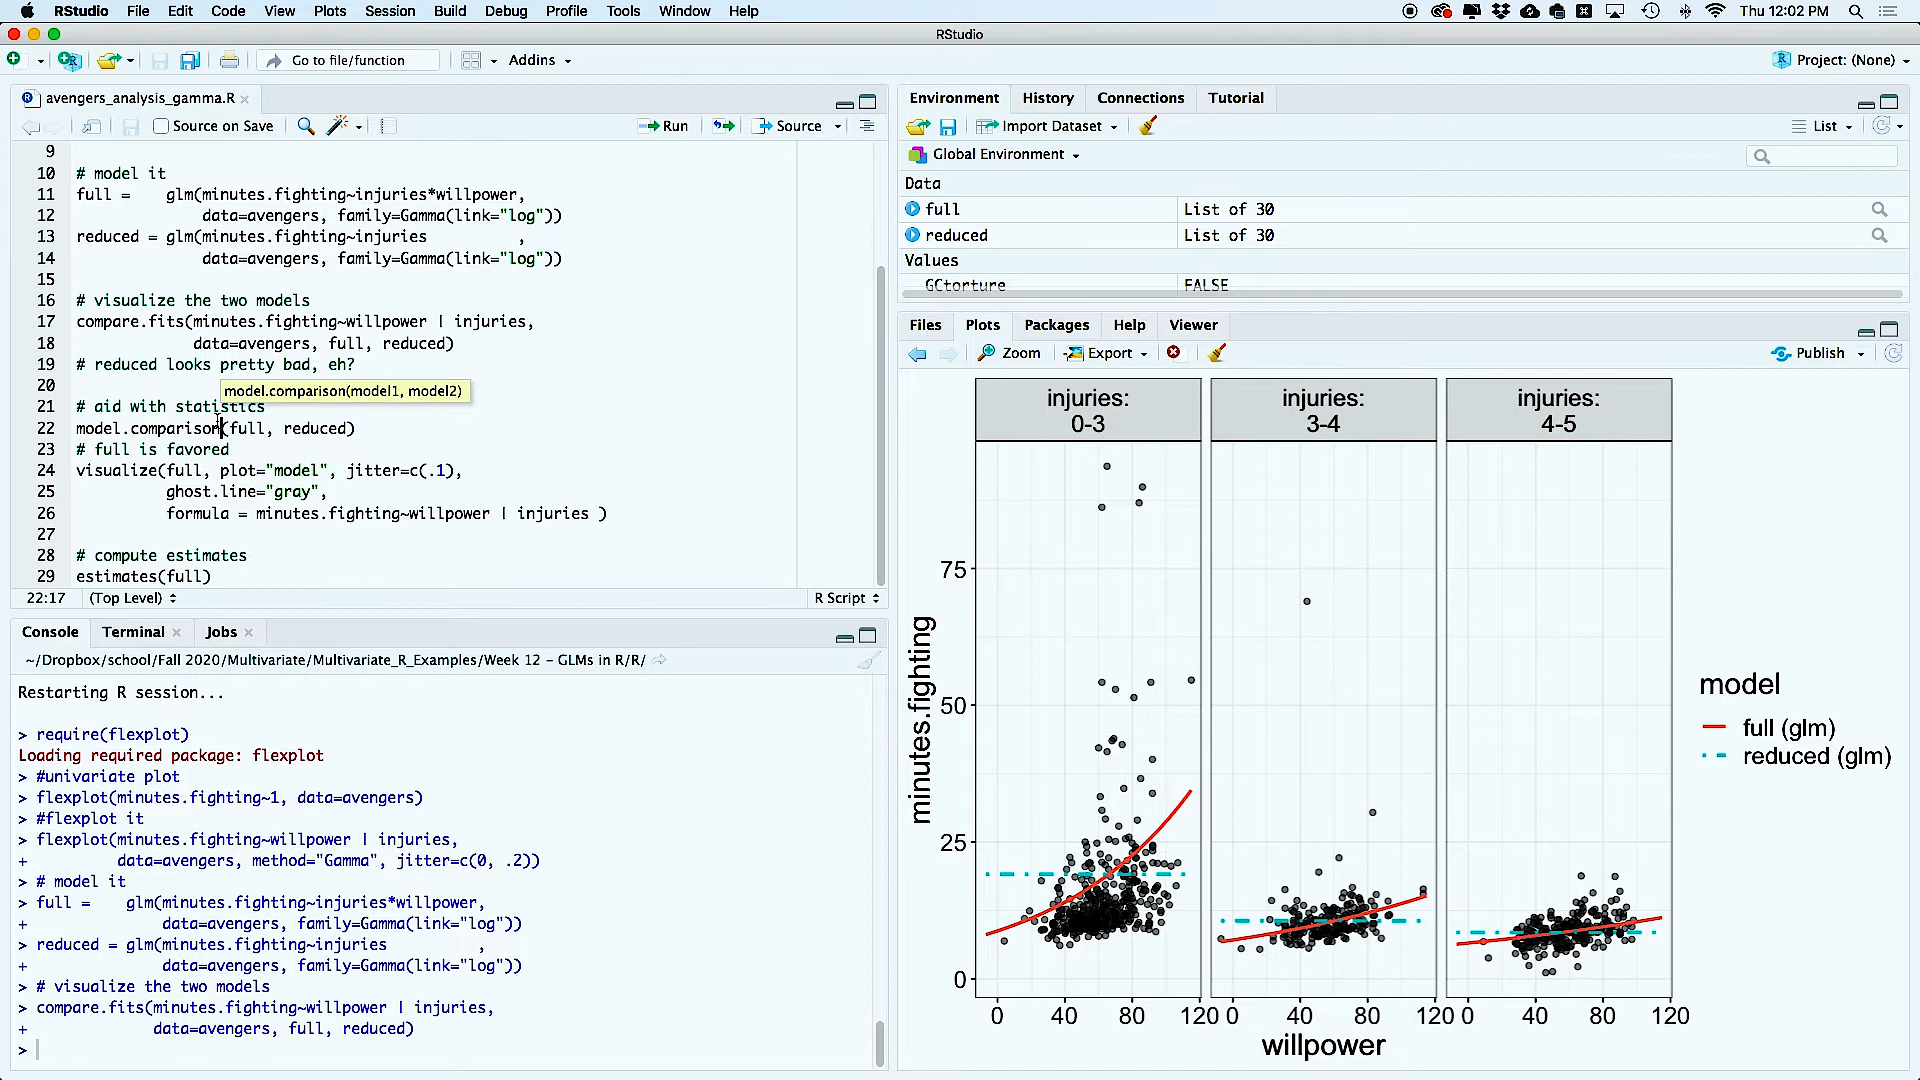 RStudio File Edit Code View Plots Session Build Debug Profile Tools Window Help Thu 12:02 PM
RStudio
Go to file/function Addins Project: (None)
avengers_analysis_gamma.R
Source on Save Run Source
9
10 # model it
11 full =    glm(minutes.fighting~injuries*willpower,
12               data=avengers, family=Gamma(link="log"))
13 reduced = glm(minutes.fighting~injuries          ,
14               data=avengers, family=Gamma(link="log"))
15
16 # visualize the two models
17 compare.fits(minutes.fighting~willpower | injuries,
18              data=avengers, full, reduced)
19 # reduced looks pretty bad, eh?
20
model.comparison(model1, model2)
21 # aid with statistics
22 model.comparison(full, reduced)
23 # full is favored
24 visualize(full, plot="model", jitter=c(.1),
25           ghost.line="gray",
26           formula = minutes.fighting~willpower | injuries )
27
28 # compute estimates
29 estimates(full)
22:17 (Top Level) R Script
Console Terminal Jobs
~/Dropbox/school/Fall 2020/Multivariate/Multivariate_R_Examples/Week 12 - GLMs in R/R/
Restarting R session...
> require(flexplot)
Loading required package: flexplot
> #univariate plot
> flexplot(minutes.fighting~1, data=avengers)
> #flexplot it
> flexplot(minutes.fighting~willpower | injuries,
+          data=avengers, method="Gamma", jitter=c(0, .2))
> # model it
> full =    glm(minutes.fighting~injuries*willpower,
+               data=avengers, family=Gamma(link="log"))
> reduced = glm(minutes.fighting~injuries          ,
+               data=avengers, family=Gamma(link="log"))
> # visualize the two models
> compare.fits(minutes.fighting~willpower | injuries,
+              data=avengers, full, reduced)
>
Environment History Connections Tutorial
Import Dataset List
Global Environment
Data
full List of 30
reduced List of 30
Values
GCtorture FALSE
Files Plots Packages Help Viewer
Zoom Export Publish
injuries: 0-3
injuries: 3-4
injuries: 4-5
75
50
25
0
minutes.fighting
0 40 80 120 0 40 80 120 0 40 80 120
willpower
model
full (glm)
reduced (glm)